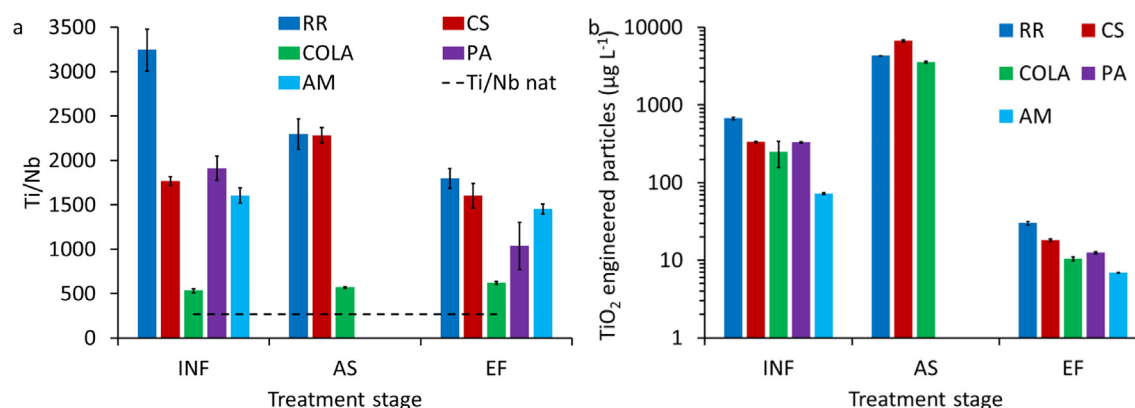 a
RR
CS
COLA
PA
AM
Ti/Nb nat
3500
3000
2500
2000
1500
1000
500
0
Ti/Nb
INF
AS
EF
Treatment stage
b
RR
CS
COLA
PA
AM
10000
1000
100
10
1
TiO₂ engineered particles (µg L⁻¹)
INF
AS
EF
Treatment stage